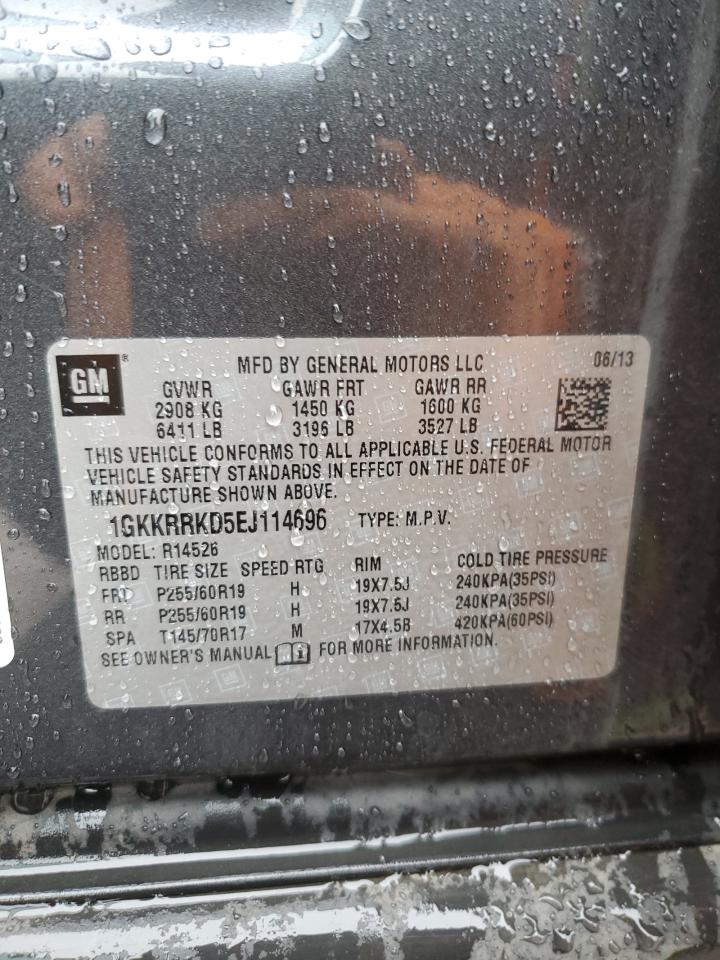 GM ® MFD BY GENERAL MOTORS LLC 06/13
GVWR GAWR FRT GAWR RR
2908 KG 1450 KG 1600 KG
6411 LB 3196 LB 3527 LB
THIS VEHICLE CONFORMS TO ALL APPLICABLE U.S. FEDERAL MOTOR
VEHICLE SAFETY STANDARDS IN EFFECT ON THE DATE OF
MANUFACTURE SHOWN ABOVE.
1GKKRRKD5EJ114696 TYPE: M.P.V.
MODEL: R14526
RBBD TIRE SIZE SPEED RTG RIM COLD TIRE PRESSURE
FRT P255/60R19 H 19X7.5J 240KPA(35PSI)
RR P255/60R19 H 19X7.5J 240KPA(35PSI)
SPA T145/70R17 M 17X4.5B 420KPA(60PSI)
SEE OWNER'S MANUAL i FOR MORE INFORMATION.